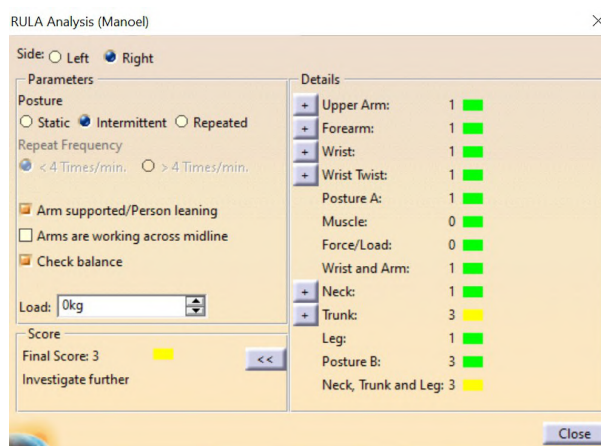 RULA Analysis (Manoel)
Side: Left Right
Parameters
Posture
Static Intermittent Repeated
Repeat Frequency
< 4 Times/min. > 4 Times/min.
Arm supported/Person leaning
Arms are working across midline
Check balance
Load: 0kg
Score
Final Score: 3
<<
Investigate further
Details
+ Upper Arm: 1
+ Forearm: 1
+ Wrist: 1
+ Wrist Twist: 1
Posture A: 1
Muscle: 0
Force/Load: 0
Wrist and Arm: 1
+ Neck: 1
+ Trunk: 3
Leg: 1
Posture B: 3
Neck, Trunk and Leg: 3
Close